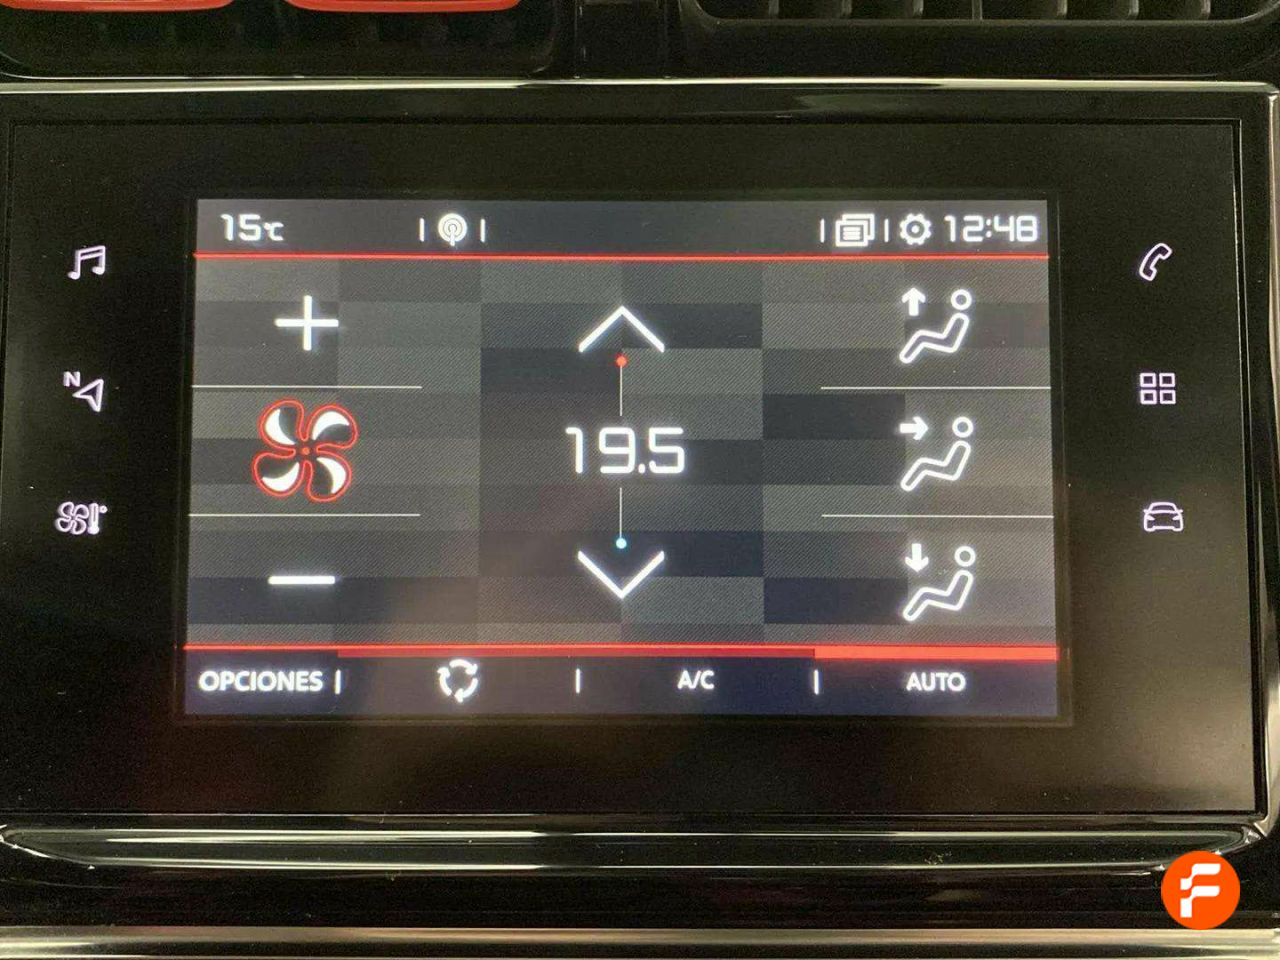 15°C
12:48
N
19.5
OPCIONES
A/C
AUTO
F